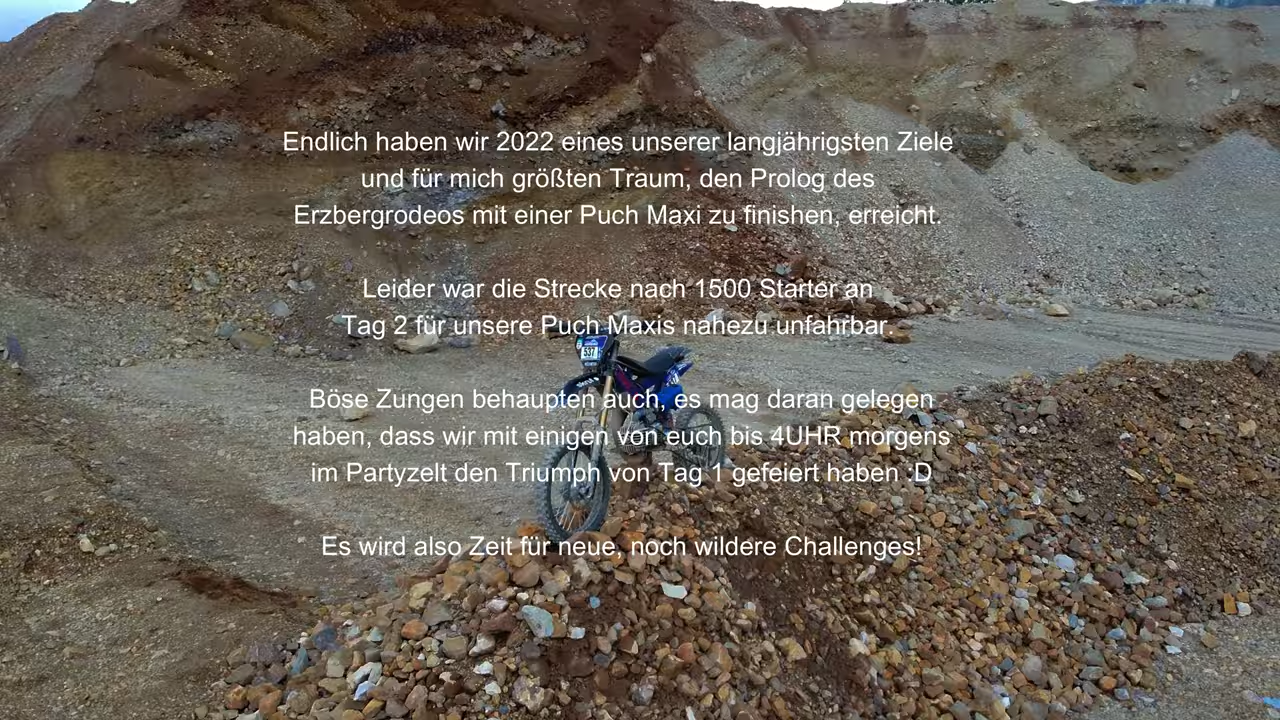 Endlich haben wir 2022 eines unserer langjährigsten Ziele
und für mich größten Traum, den Prolog des
Erzbergrodeos mit einer Puch Maxi zu finishen, erreicht.
Leider war die Strecke nach 1500 Starter an
Tag 2 für unsere Puch Maxis nahezu unfahrbar.
537
Böse Zungen behaupten auch, es mag daran gelegen
haben, dass wir mit einigen von euch bis 4UHR morgens
im Partyzelt den Triumph von Tag 1 gefeiert haben :D
Es wird also Zeit für neue, noch wildere Challenges!